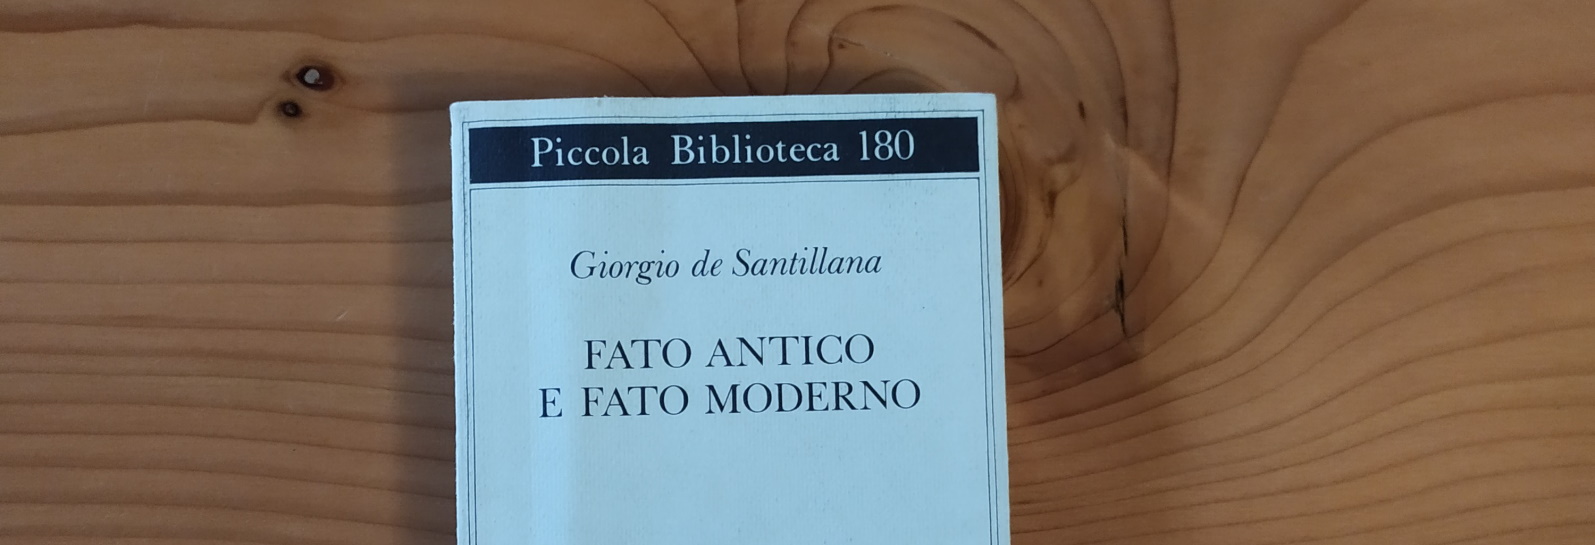 Piccola Biblioteca 180
Giorgio de Santillana
FATO ANTICO
E FATO MODERNO